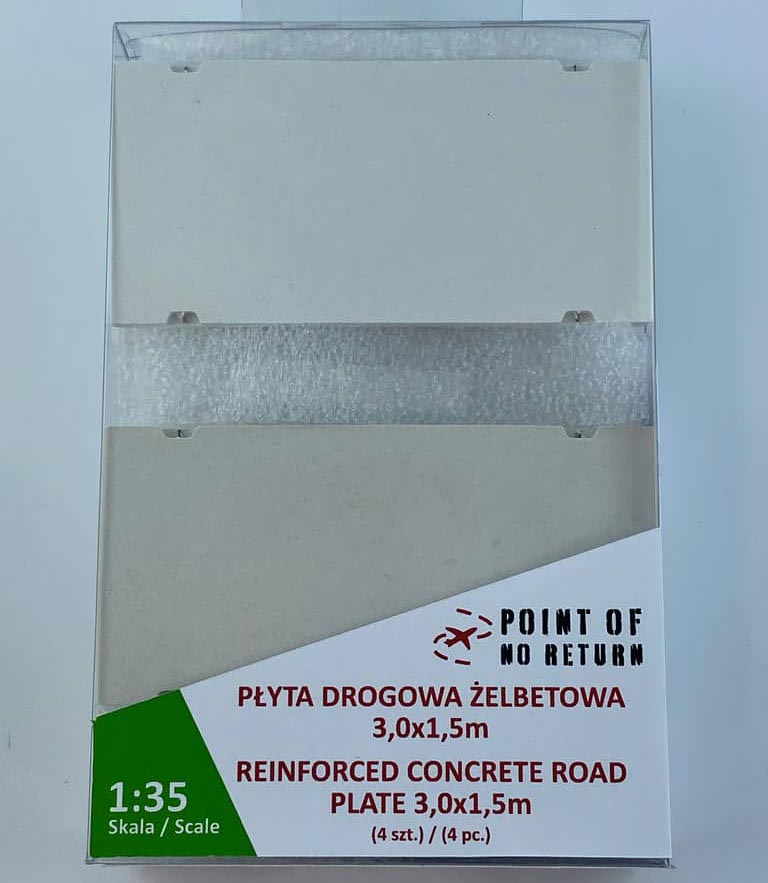 POINT OF
NO RETURN
PŁYTA DROGOWA ŻELBETOWA
3,0x1,5m
REINFORCED CONCRETE ROAD
PLATE 3,0x1,5m
(4 szt.) / (4 pc.)
1:35
Skala / Scale